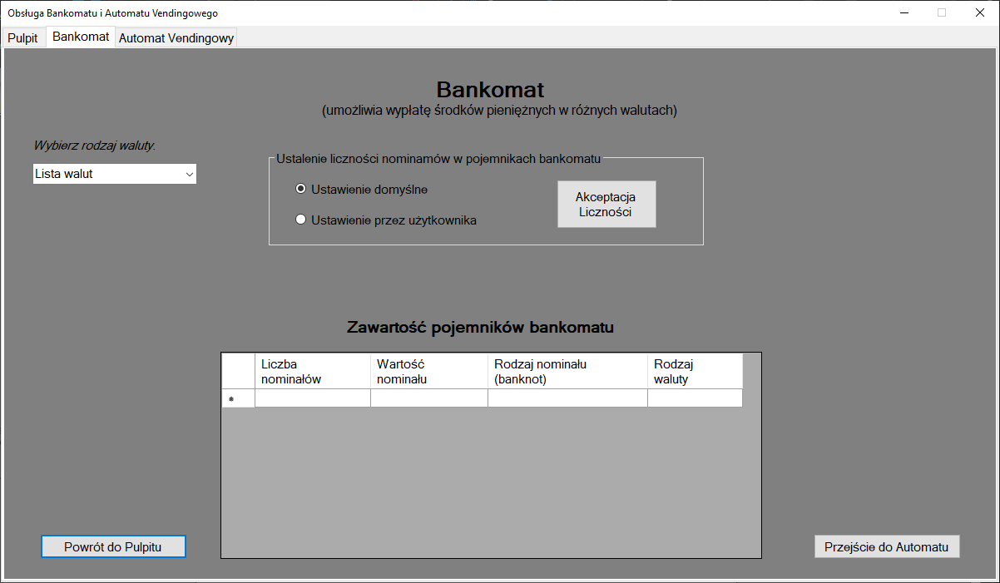 Obsługa Bankomatu i Automatu Vendingowego
Pulpit
Bankomat
Automat Vendingowy
Bankomat
(umożliwia wypłatę środków pieniężnych w różnych walutach)
Wybierz rodzaj waluty.
Lista walut
Ustalenie liczności nominamów w pojemnikach bankomatu
Ustawienie domyślne
Ustawienie przez użytkownika
Akceptacja
Liczności
Zawartość pojemników bankomatu
Liczba
nominałów
Wartość
nominału
Rodzaj nominału
(banknot)
Rodzaj
waluty
*
Powrót do Pulpitu
Przejście do Automatu